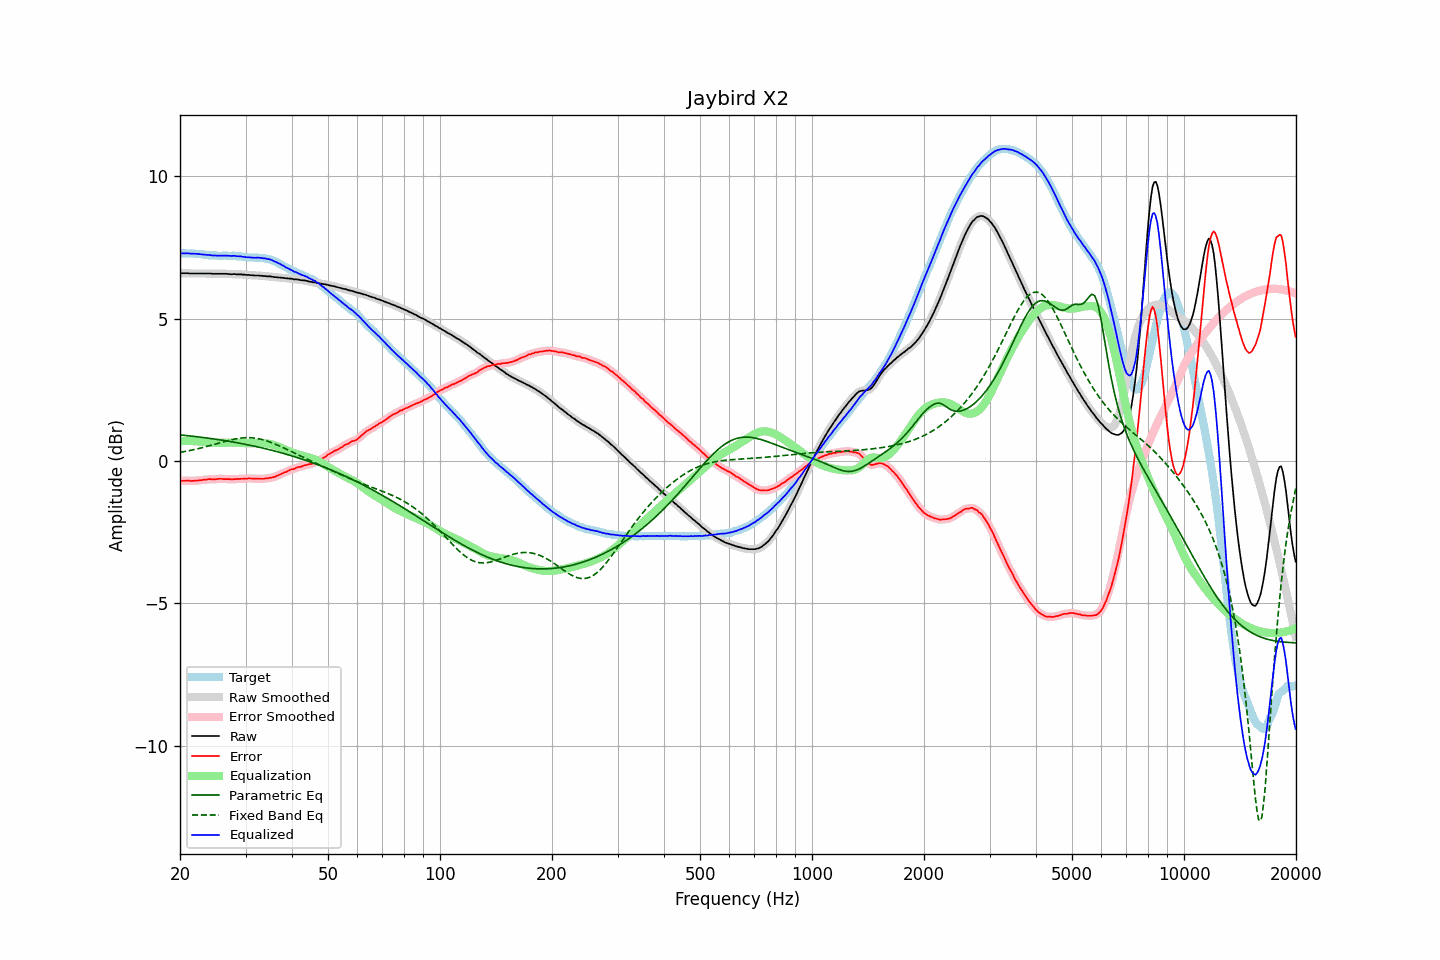 Jaybird X2
Amplitude (dBr)
10
5
0
−5
−10
Target
Raw Smoothed
Error Smoothed
Raw
Error
Equalization
Parametric Eq
Fixed Band Eq
Equalized
20 50 100 200 500 1000 2000 5000 10000 20000
Frequency (Hz)